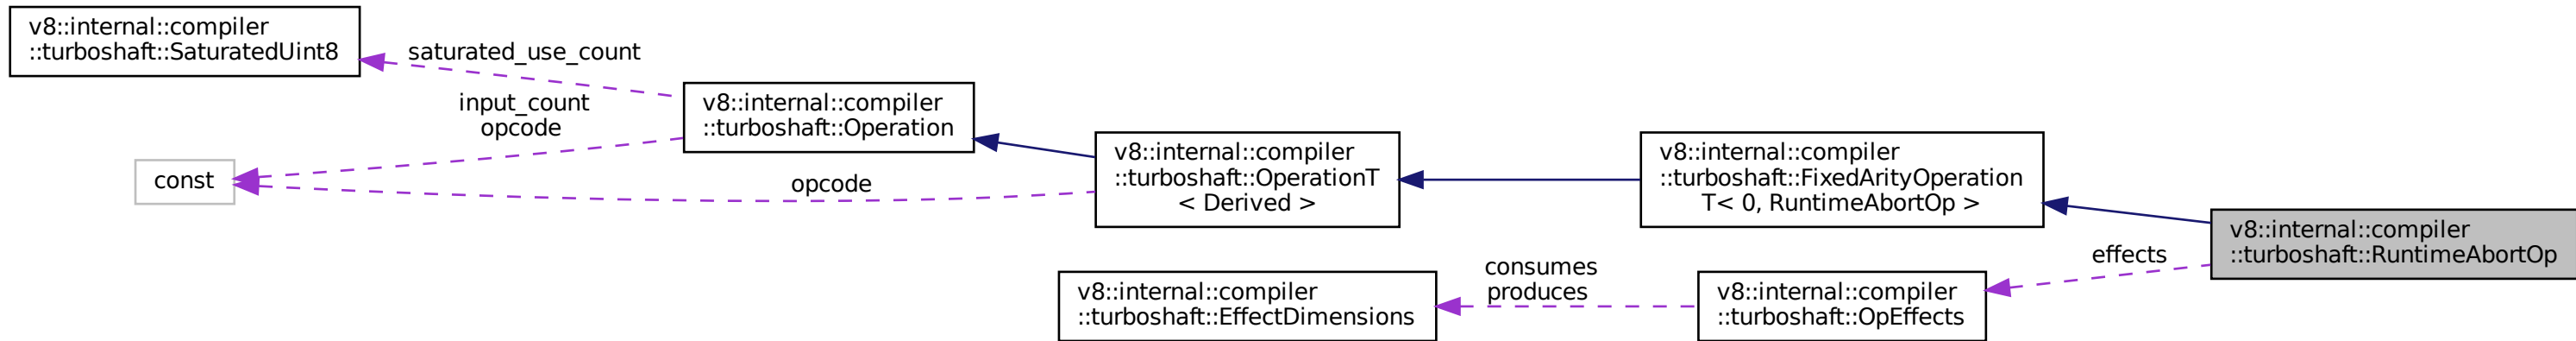 v8::internal::compiler
::turboshaft::SaturatedUint8
saturated_use_count
input_count
opcode
v8::internal::compiler
::turboshaft::Operation
const
opcode
v8::internal::compiler
::turboshaft::OperationT
< Derived >
v8::internal::compiler
::turboshaft::FixedArityOperation
T< 0, RuntimeAbortOp >
v8::internal::compiler
::turboshaft::RuntimeAbortOp
effects
v8::internal::compiler
::turboshaft::EffectDimensions
consumes
produces
v8::internal::compiler
::turboshaft::OpEffects